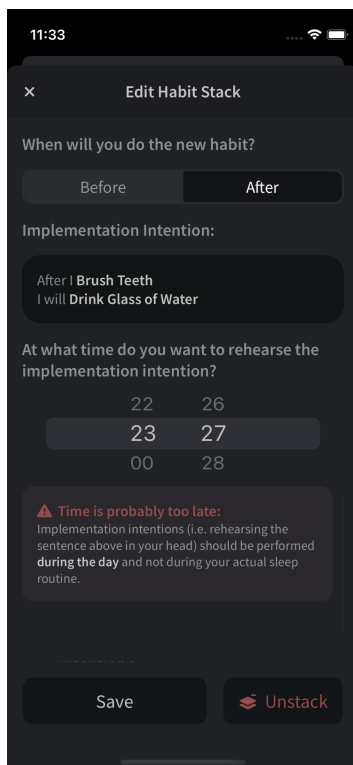 11:33
Edit Habit Stack
When will you do the new habit?
Before After
Implementation Intention:
After I Brush Teeth
I will Drink Glass of Water
At what time do you want to rehearse the
implementation intention?
22 26
23 27
00 28
Time is probably too late:
Implementation intentions (i.e. rehearsing the
sentence above in your head) should be performed
during the day and not during your actual sleep
routine.
Save Unstack